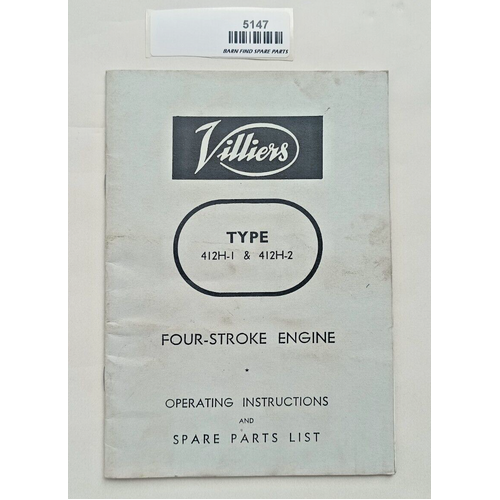 5147
BARN FIND SPARE PARTS
Villiers
TYPE
412H-1 & 412H-2
FOUR-STROKE ENGINE
OPERATING INSTRUCTIONS
AND
SPARE PARTS LIST